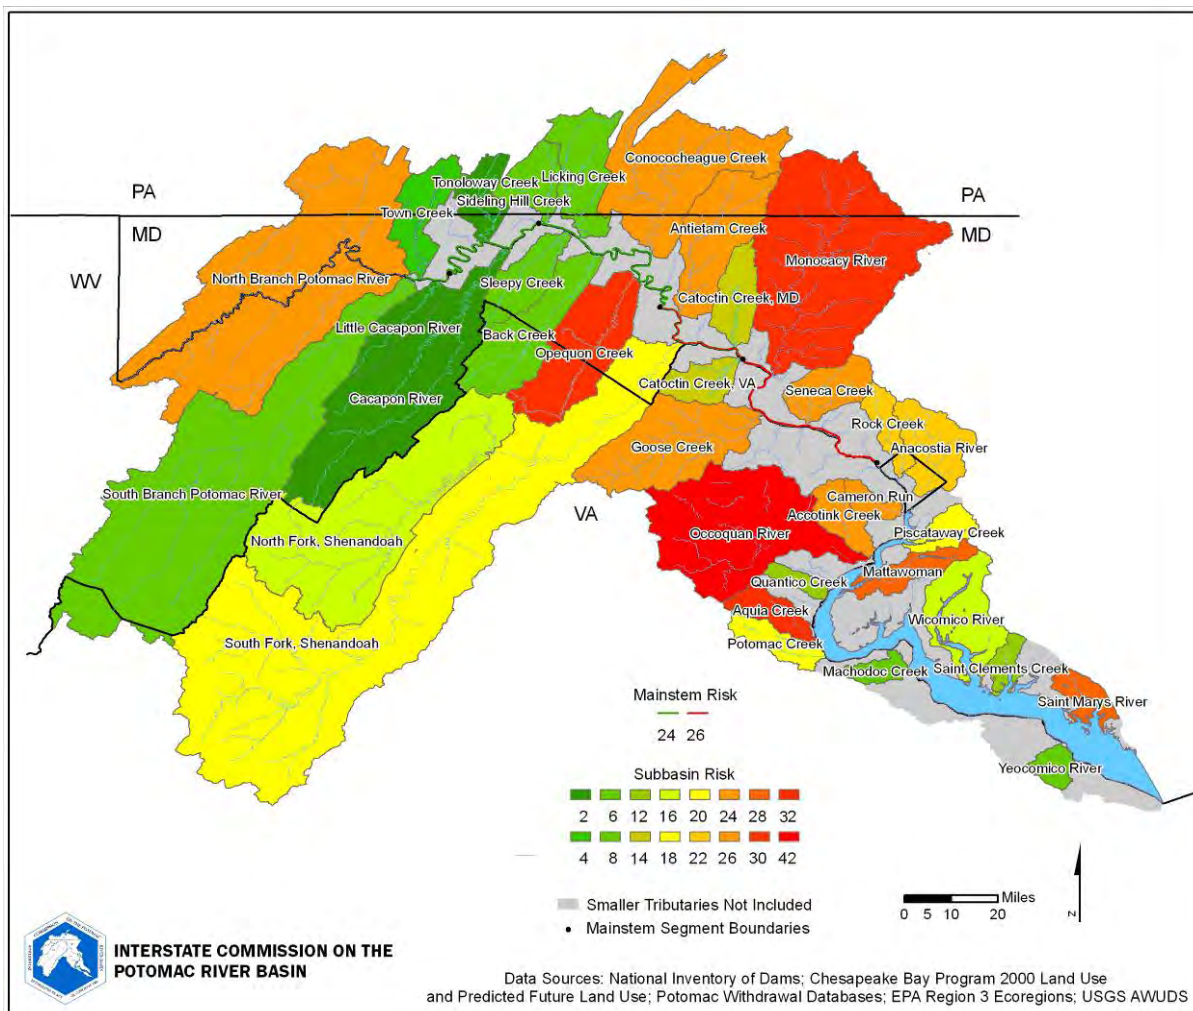 Conococheague Creek
Licking Creek
Tonoloway Creek
PA
PA
Sideling Hill Creek
Town Creek
MD
Antietam Creek
MD
Monocacy River
WV
North Branch Potomac River
Sleepy Creek
Catoctin Creek, MD
Little Cacapon River
Back Creek
Opequon Creek
Catoctin Creek, VA
Seneca Creek
Cacapon River
Rock Creek
Goose Creek
Anacostia River
South Branch Potomac River
Cameron Run
VA
Accotink Creek
Occoquan River
Piscataway Creek
North Fork, Shenandoah
Mattawoman
Quantico Creek
Aquia Creek
Wicomico River
South Fork, Shenandoah
Potomac Creek
Machodoc Creek
Saint Clements Creek
Saint Marys River
Yeocomico River
Mainstem Risk
24 26
Subbasin Risk
2 6 12 16 20 24 28 32
4 8 14 18 22 26 30 42
Smaller Tributaries Not Included
Mainstem Segment Boundaries
Miles
0 5 10 20
N
INTERSTATE COMMISSION ON THE
POTOMAC RIVER BASIN
Data Sources: National Inventory of Dams; Chesapeake Bay Program 2000 Land Use
and Predicted Future Land Use; Potomac Withdrawal Databases; EPA Region 3 Ecoregions; USGS AWUDS